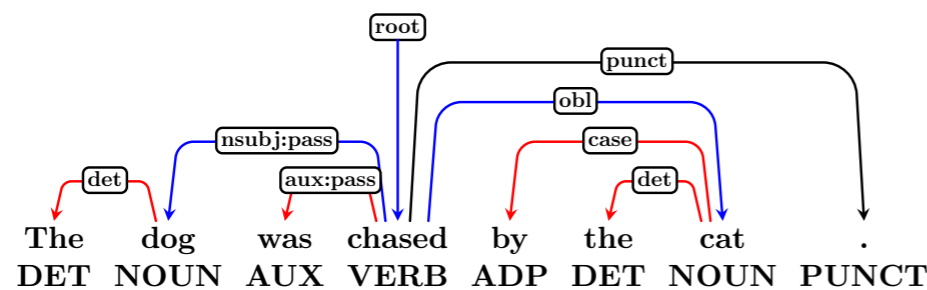 root
punct
obl
nsubj:pass case
det aux:pass det
The dog was chased by the cat .
DET NOUN AUX VERB ADP DET NOUN PUNCT